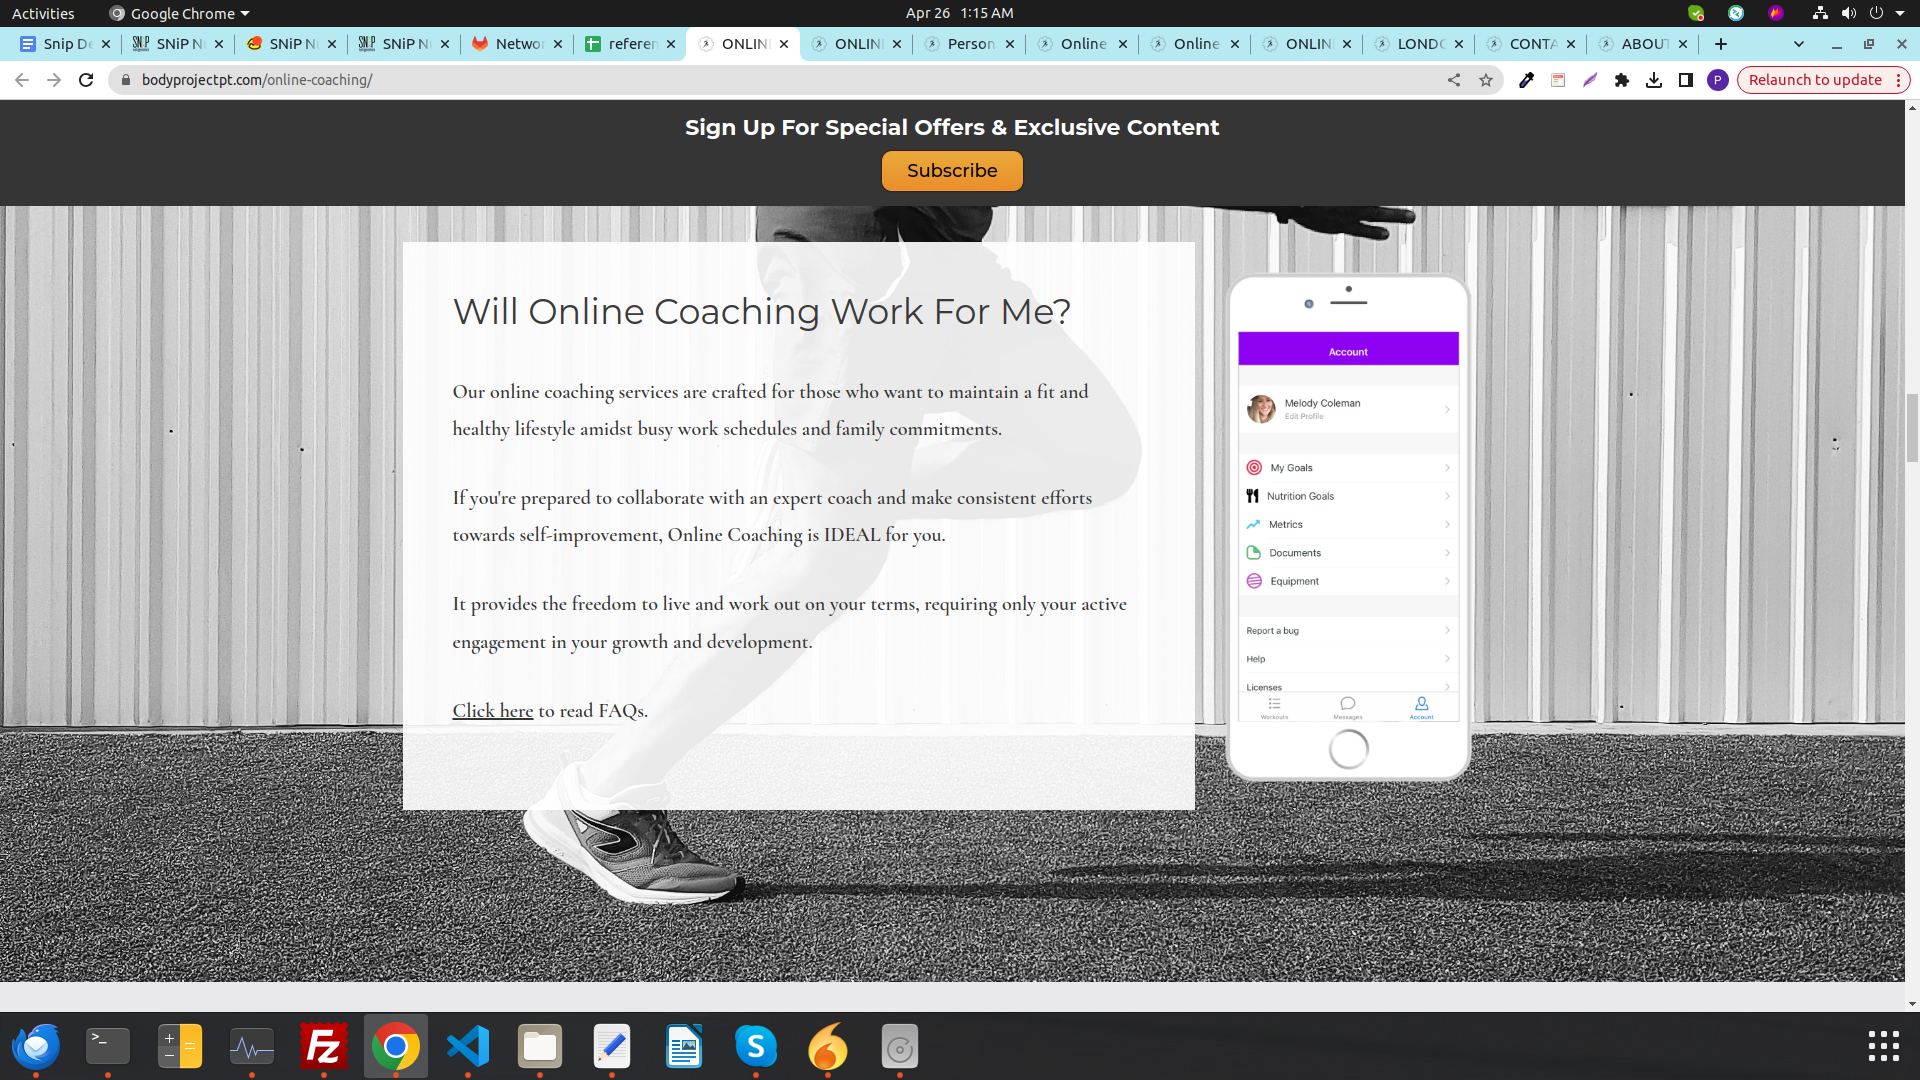 Activities
Google Chrome
Apr 26 1:15 AM
Snip De
SNiP Nu
SNiP Nu
SNiP Nu
Networ
referen
ONLIN
ONLIN
Person
Online
Online
ONLIN
LONDO
CONTA
ABOUT
bodyprojectpt.com/online-coaching/
P
Relaunch to update
Sign Up For Special Offers & Exclusive Content
Subscribe
Will Online Coaching Work For Me?
Our online coaching services are crafted for those who want to maintain a fit and
healthy lifestyle amidst busy work schedules and family commitments.
If you're prepared to collaborate with an expert coach and make consistent efforts
towards self-improvement, Online Coaching is IDEAL for you.
It provides the freedom to live and work out on your terms, requiring only your active
engagement in your growth and development.
Click here to read FAQs.
Account
Melody Coleman
Edit Profile
My Goals
Nutrition Goals
Metrics
Documents
Equipment
Report a bug
Help
Licenses
Workouts
Messages
Account